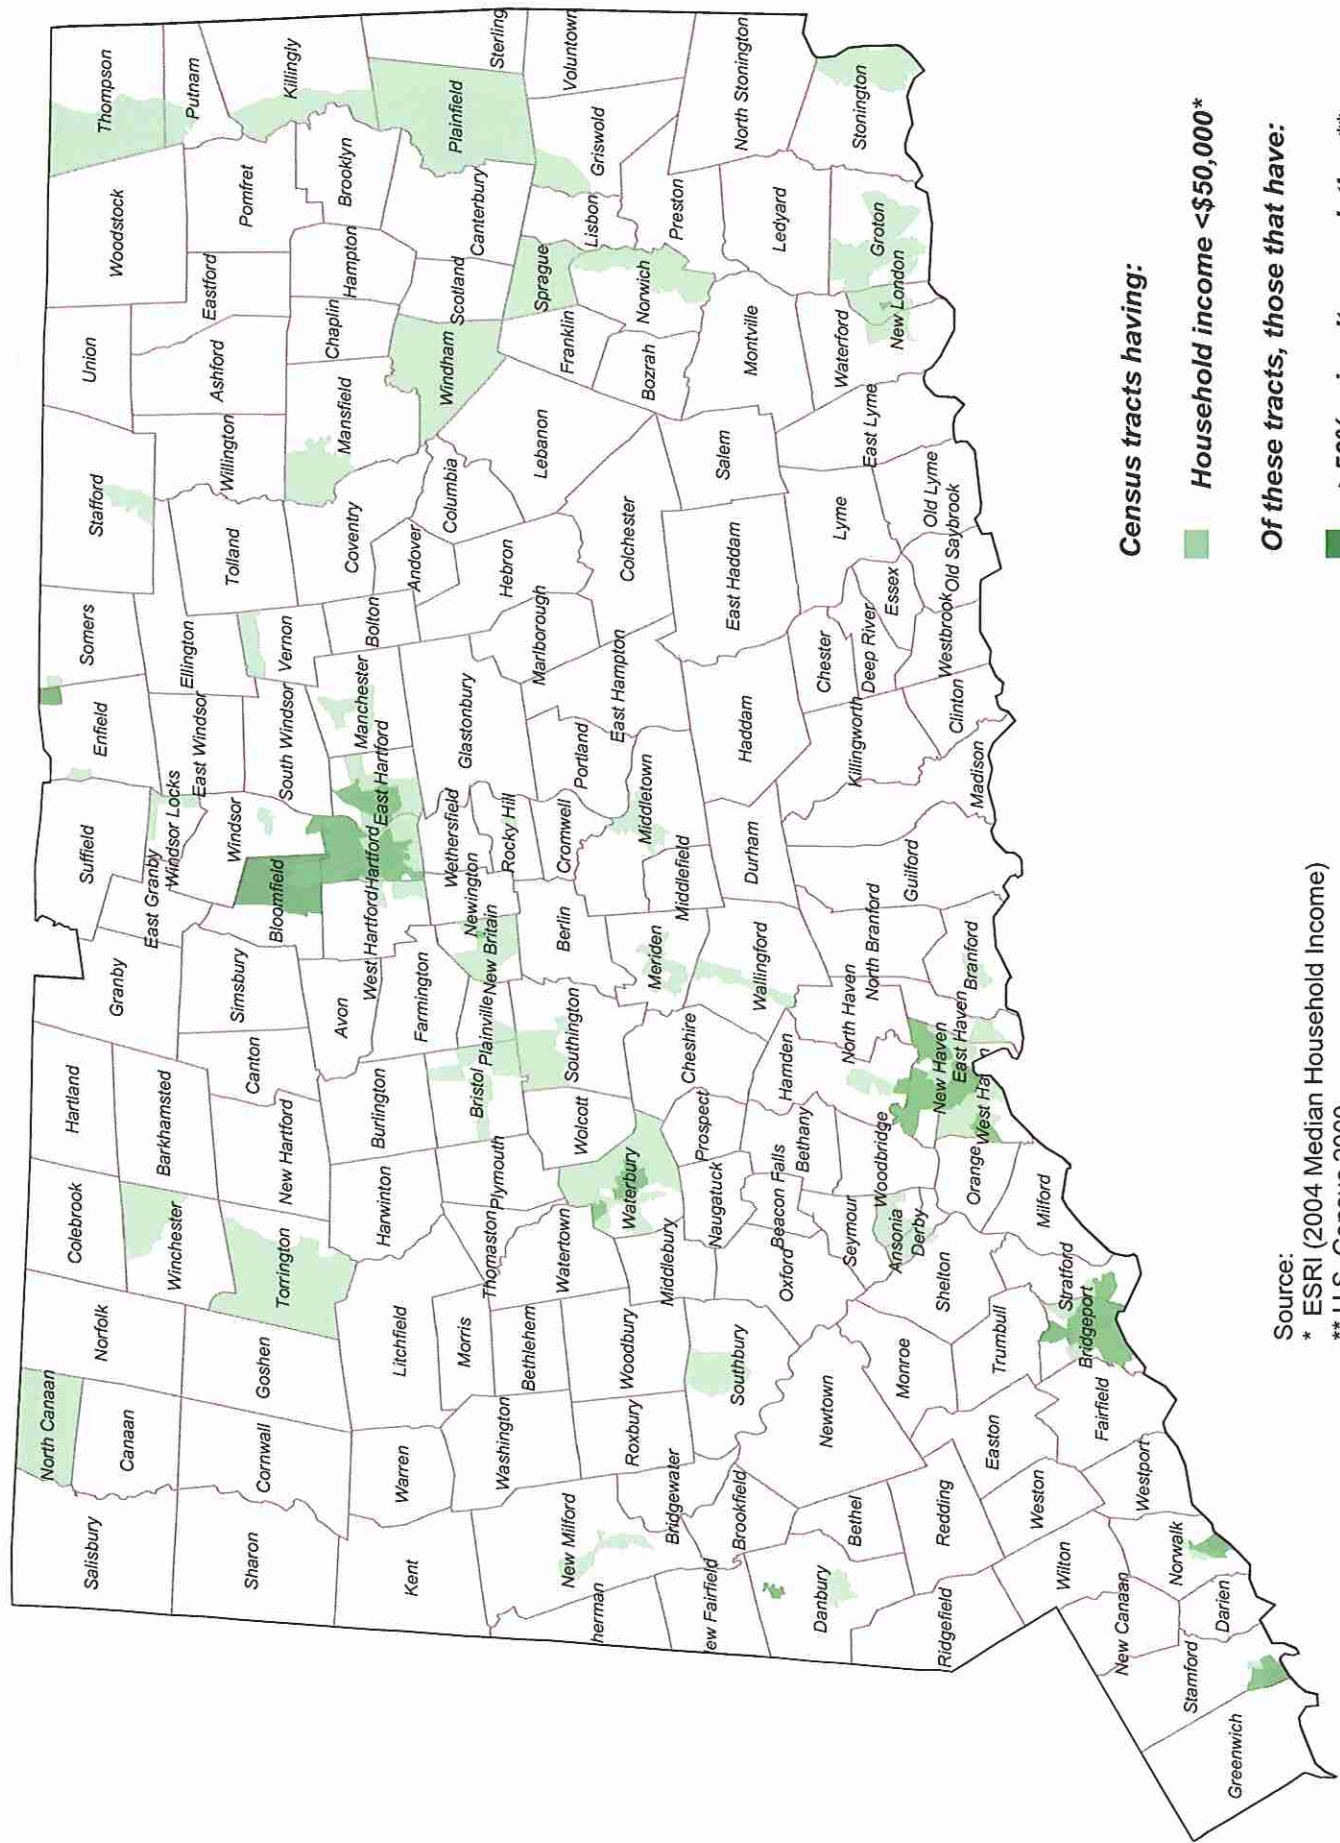 Thompson
Putnam
Killingly
Sterling
Woodstock
Pomfret
Brooklyn
Plainfield
Voluntown
Union
Eastford
Hampton
Canterbury
Griswold
North Stonington
Stafford
Ashford
Chaplin
Scotland
Sprague
Lisbon
Preston
Ledyard
Stonington
Willington
Mansfield
Windham
Franklin
Norwich
Groton
Somers
Tolland
Coventry
Columbia
Lebanon
Bozrah
Montville
Waterford
New London
Enfield
Ellington
Vernon
Bolton
Andover
Hebron
Colchester
Salem
East Lyme
East Windsor
South Windsor
Manchester
Glastonbury
Marlborough
East Hampton
East Haddam
Lyme
Old Lyme
Suffield
Windsor Locks
Windsor
East Hartford
Portland
Haddam
Chester
Deep River
Essex
Old Saybrook
Westbrook
East Granby
Bloomfield
Hartford
Wethersfield
Rocky Hill
Cromwell
Middletown
Killingworth
Clinton
Granby
Simsbury
West Hartford
Newington
New Britain
Berlin
Middlefield
Durham
Guilford
Madison
Hartland
Canton
Avon
Farmington
Plainville
Southington
Meriden
Wallingford
North Branford
Branford
Barkhamsted
New Hartford
Burlington
Bristol
Wolcott
Cheshire
Hamden
North Haven
New Haven
East Haven
Colebrook
Winchester
Torrington
Harwinton
Plymouth
Waterbury
Prospect
Bethany
Woodbridge
West Ha
Norfolk
Goshen
Litchfield
Thomaston
Watertown
Middlebury
Naugatuck
Beacon Falls
Oxford
Seymour
Ansonia
Derby
Orange
Milford
North Canaan
Canaan
Cornwall
Warren
Morris
Bethlehem
Woodbury
Southbury
Shelton
Stratford
Salisbury
Sharon
Kent
Washington
Roxbury
Newtown
Monroe
Trumbull
Bridgeport
New Milford
Bridgewater
Brookfield
Bethel
Redding
Easton
Fairfield
herman
ew Fairfield
Danbury
Ridgefield
Weston
Westport
Wilton
Norwalk
New Canaan
Darien
Stamford
Greenwich
Census tracts having:
Household income <$50,000*
Of these tracts, those that have:
Source:
* ESRI (2004 Median Household Income)